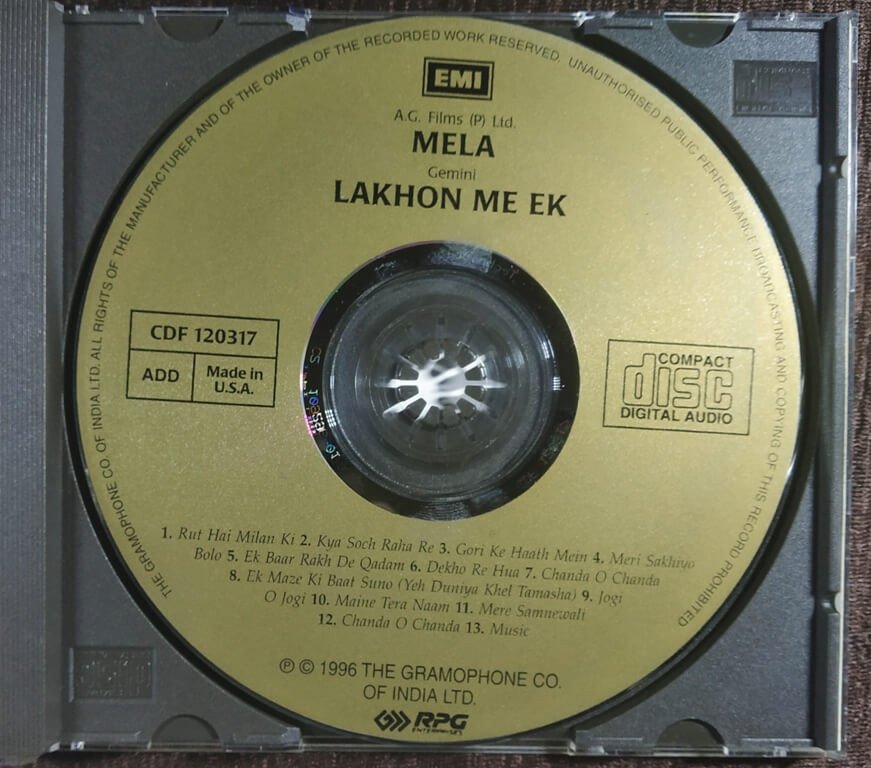 THE GRAMOPHONE CO. OF INDIA LTD. ALL RIGHTS OF THE MANUFACTURER AND OF THE OWNER OF THE RECORDED WORK RESERVED. UNAUTHORISED PUBLIC PERFORMANCE BROADCASTING AND COPYING OF THIS RECORD PROHIBITED
EMI
A.G. Films (P) Ltd.
MELA
Gemini
LAKHON ME EK
CDF 120317
ADD
Made in
U.S.A.
COMPACT
disc
DIGITAL AUDIO
1. Rut Hai Milan Ki 2. Kya Soch Raha Re 3. Gori Ke Haath Mein 4. Meri Sakhiyo
Bolo 5. Ek Baar Rakh De Qadam 6. Dekho Re Hua 7. Chanda O Chanda
8. Ek Maze Ki Baat Suno (Yeh Duniya Khel Tamasha) 9. Jogi
O Jogi 10. Maine Tera Naam 11. Mere Samnewali
12. Chanda O Chanda 13. Music
℗ © 1996 THE GRAMOPHONE CO.
OF INDIA LTD.
RPG
ENTERPRISES